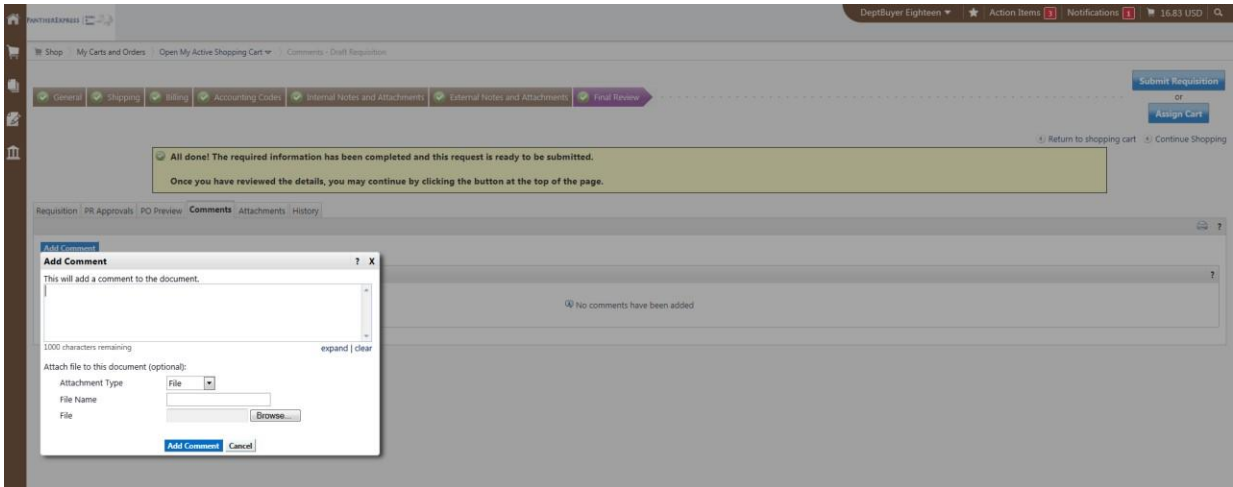 PANTHEREXPRESS
DeptBuyer Eighteen
Action Items 3
Notifications 1
16.83 USD
Shop My Carts and Orders Open My Active Shopping Cart Comments - Draft Requisition
Submit Requisition
General Shipping Billing Accounting Codes Internal Notes and Attachments External Notes and Attachments Final Review
or
Assign Cart
Return to shopping cart Continue Shopping
All done! The required information has been completed and this request is ready to be submitted.
Once you have reviewed the details, you may continue by clicking the button at the top of the page.
Requisition PR Approvals PO Preview Comments Attachments History
?
Add Comment
Add Comment ? X
This will add a comment to the document.
?
No comments have been added
1000 characters remaining
expand | clear
Attach file to this document (optional):
Attachment Type File
File Name
File Browse...
Add Comment Cancel